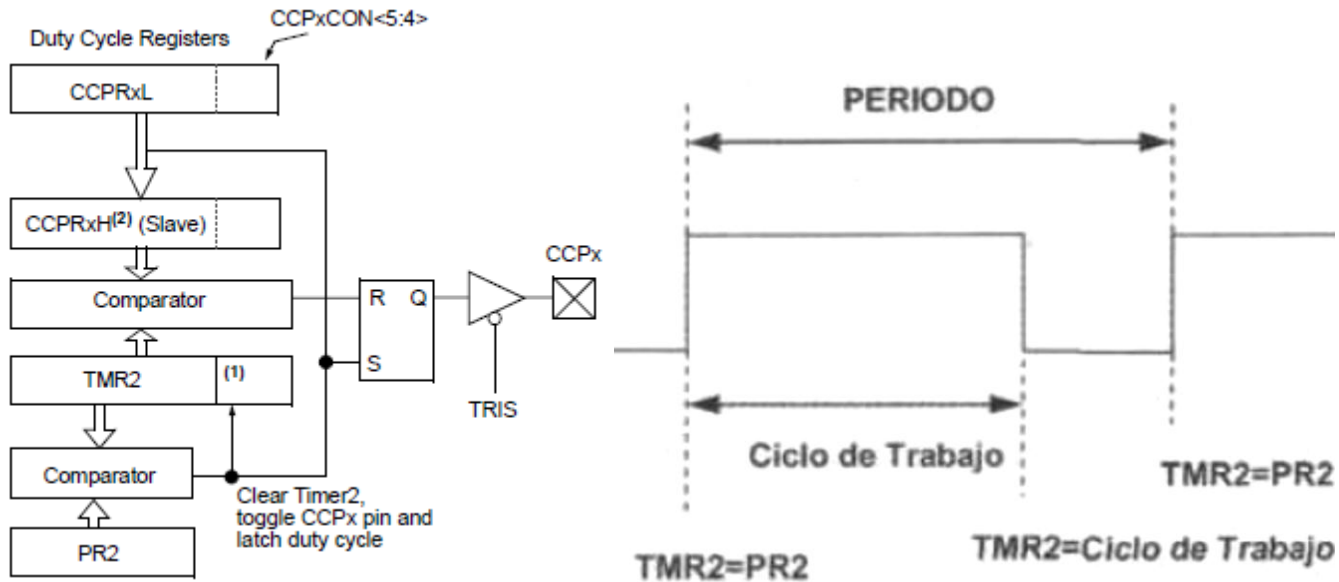 CCPxCON<5:4>
Duty Cycle Registers
CCPRxL
CCPRxH(2) (Slave)
Comparator
TMR2
(1)
Comparator
PR2
Clear Timer2,
toggle CCPx pin and
latch duty cycle
R
Q
S
TRIS
CCPx
PERIODO
Ciclo de Trabajo
TMR2=PR2
TMR2=Ciclo de Trabajo
TMR2=PR2